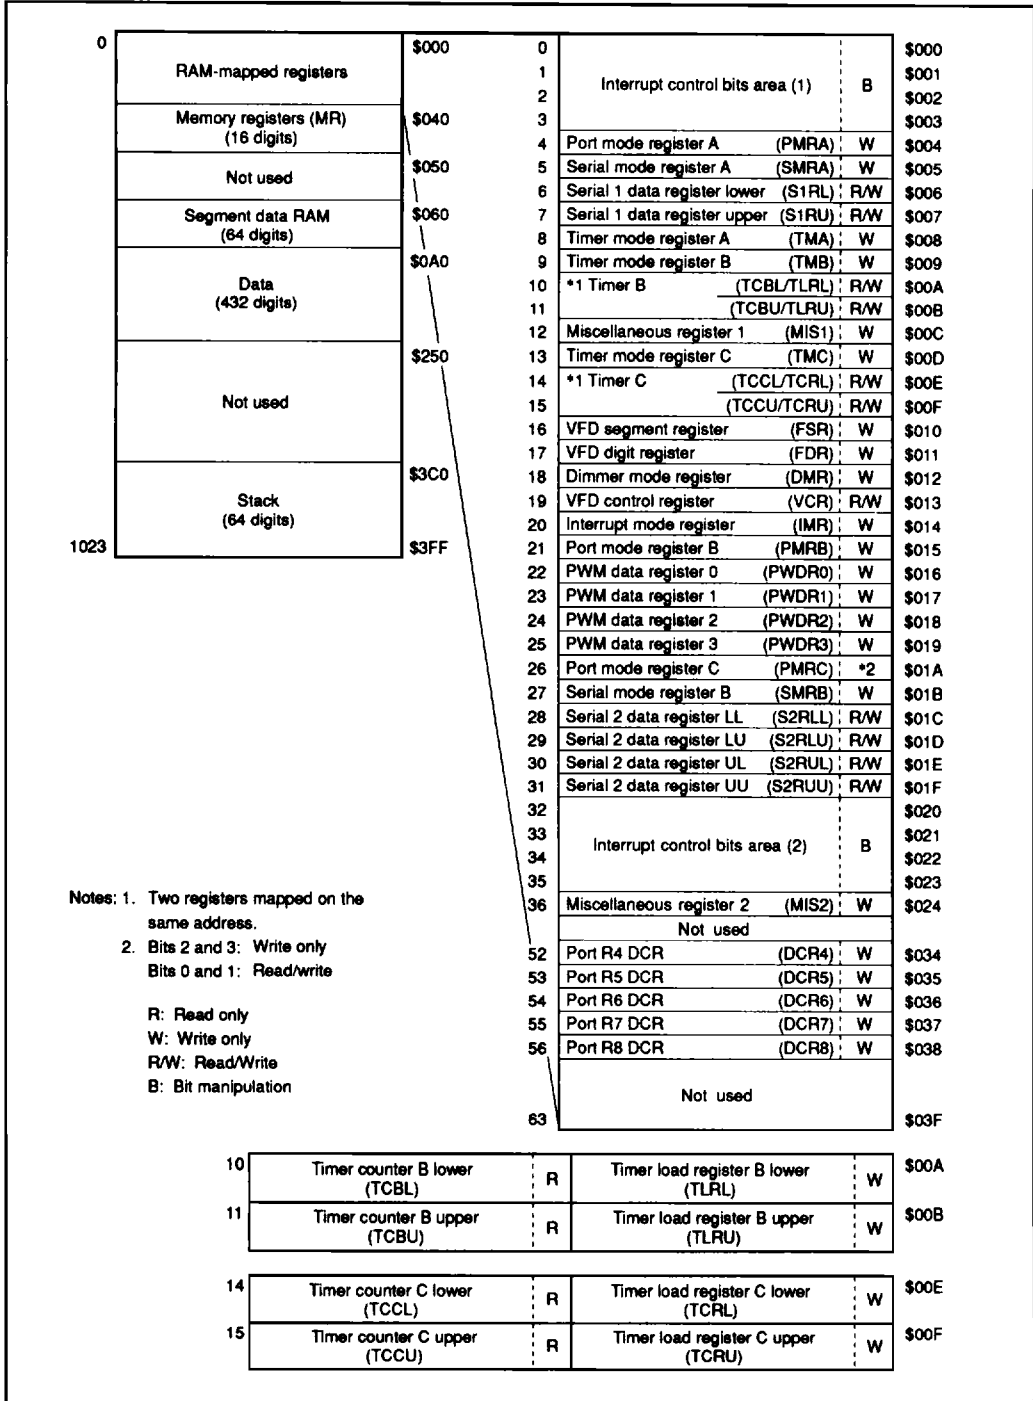 0 $000
RAM-mapped registers
Memory registers (MR) $040
(16 digits)
Not used $050
Segment data RAM $060
(64 digits)
$0A0
Data
(432 digits)
$250
Not used
$3C0
Stack
(64 digits)
1023 $3FF
0 $000
1 Interrupt control bits area (1) B $001
2 $002
3 $003
4 Port mode register A (PMRA) W $004
5 Serial mode register A (SMRA) W $005
6 Serial 1 data register lower (S1RL) R/W $006
7 Serial 1 data register upper (S1RU) R/W $007
8 Timer mode register A (TMA) W $008
9 Timer mode register B (TMB) W $009
10 *1 Timer B (TCBL/TLRL) R/W $00A
11 (TCBU/TLRU) R/W $00B
12 Miscellaneous register 1 (MIS1) W $00C
13 Timer mode register C (TMC) W $00D
14 *1 Timer C (TCCL/TCRL) R/W $00E
15 (TCCU/TCRU) R/W $00F
16 VFD segment register (FSR) W $010
17 VFD digit register (FDR) W $011
18 Dimmer mode register (DMR) W $012
19 VFD control register (VCR) R/W $013
20 Interrupt mode register (IMR) W $014
21 Port mode register B (PMRB) W $015
22 PWM data register 0 (PWDR0) W $016
23 PWM data register 1 (PWDR1) W $017
24 PWM data register 2 (PWDR2) W $018
25 PWM data register 3 (PWDR3) W $019
26 Port mode register C (PMRC) *2 $01A
27 Serial mode register B (SMRB) W $01B
28 Serial 2 data register LL (S2RLL) R/W $01C
29 Serial 2 data register LU (S2RLU) R/W $01D
30 Serial 2 data register UL (S2RUL) R/W $01E
31 Serial 2 data register UU (S2RUU) R/W $01F
32 $020
33 $021
34 Interrupt control bits area (2) B $022
35 $023
36 Miscellaneous register 2 (MIS2) W $024
Not used
52 Port R4 DCR (DCR4) W $034
53 Port R5 DCR (DCR5) W $035
54 Port R6 DCR (DCR6) W $036
55 Port R7 DCR (DCR7) W $037
56 Port R8 DCR (DCR8) W $038
Not used
63 $03F
Notes: 1. Two registers mapped on the
same address.
2. Bits 2 and 3: Write only
Bits 0 and 1: Read/write
R: Read only
W: Write only
R/W: Read/Write
B: Bit manipulation
10 Timer counter B lower R Timer load register B lower W $00A
(TCBL) (TLRL)
11 Timer counter B upper R Timer load register B upper W $00B
(TCBU) (TLRU)
14 Timer counter C lower R Timer load register C lower W $00E
(TCCL) (TCRL)
15 Timer counter C upper R Timer load register C upper W $00F
(TCCU) (TCRU)